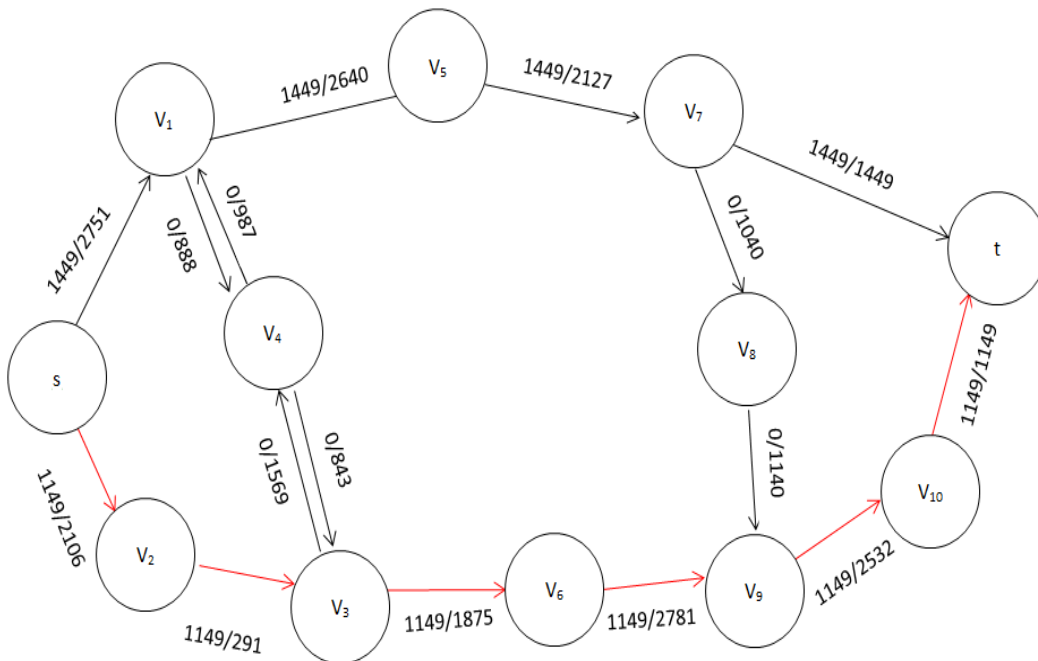 V₅
1449/2640
1449/2127
V₁
V₇
1449/1449
0/987
0/1040
1449/2751
0/888
t
V₄
V₈
s
1149/1149
0/1569
0/843
0/1140
1149/2106
V₁₀
V₂
1149/2532
V₃
V₆
V₉
1149/291
1149/1875
1149/2781